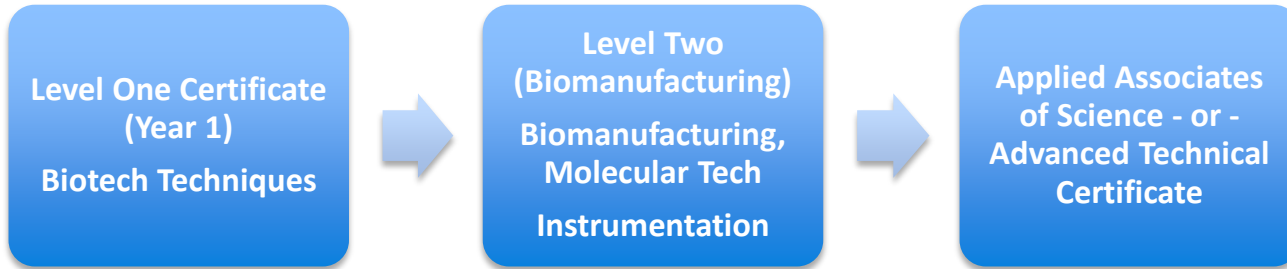 Level One Certificate
(Year 1)
Biotech Techniques
Level Two
(Biomanufacturing)
Biomanufacturing,
Molecular Tech
Instrumentation
Applied Associates
of Science - or -
Advanced Technical
Certificate